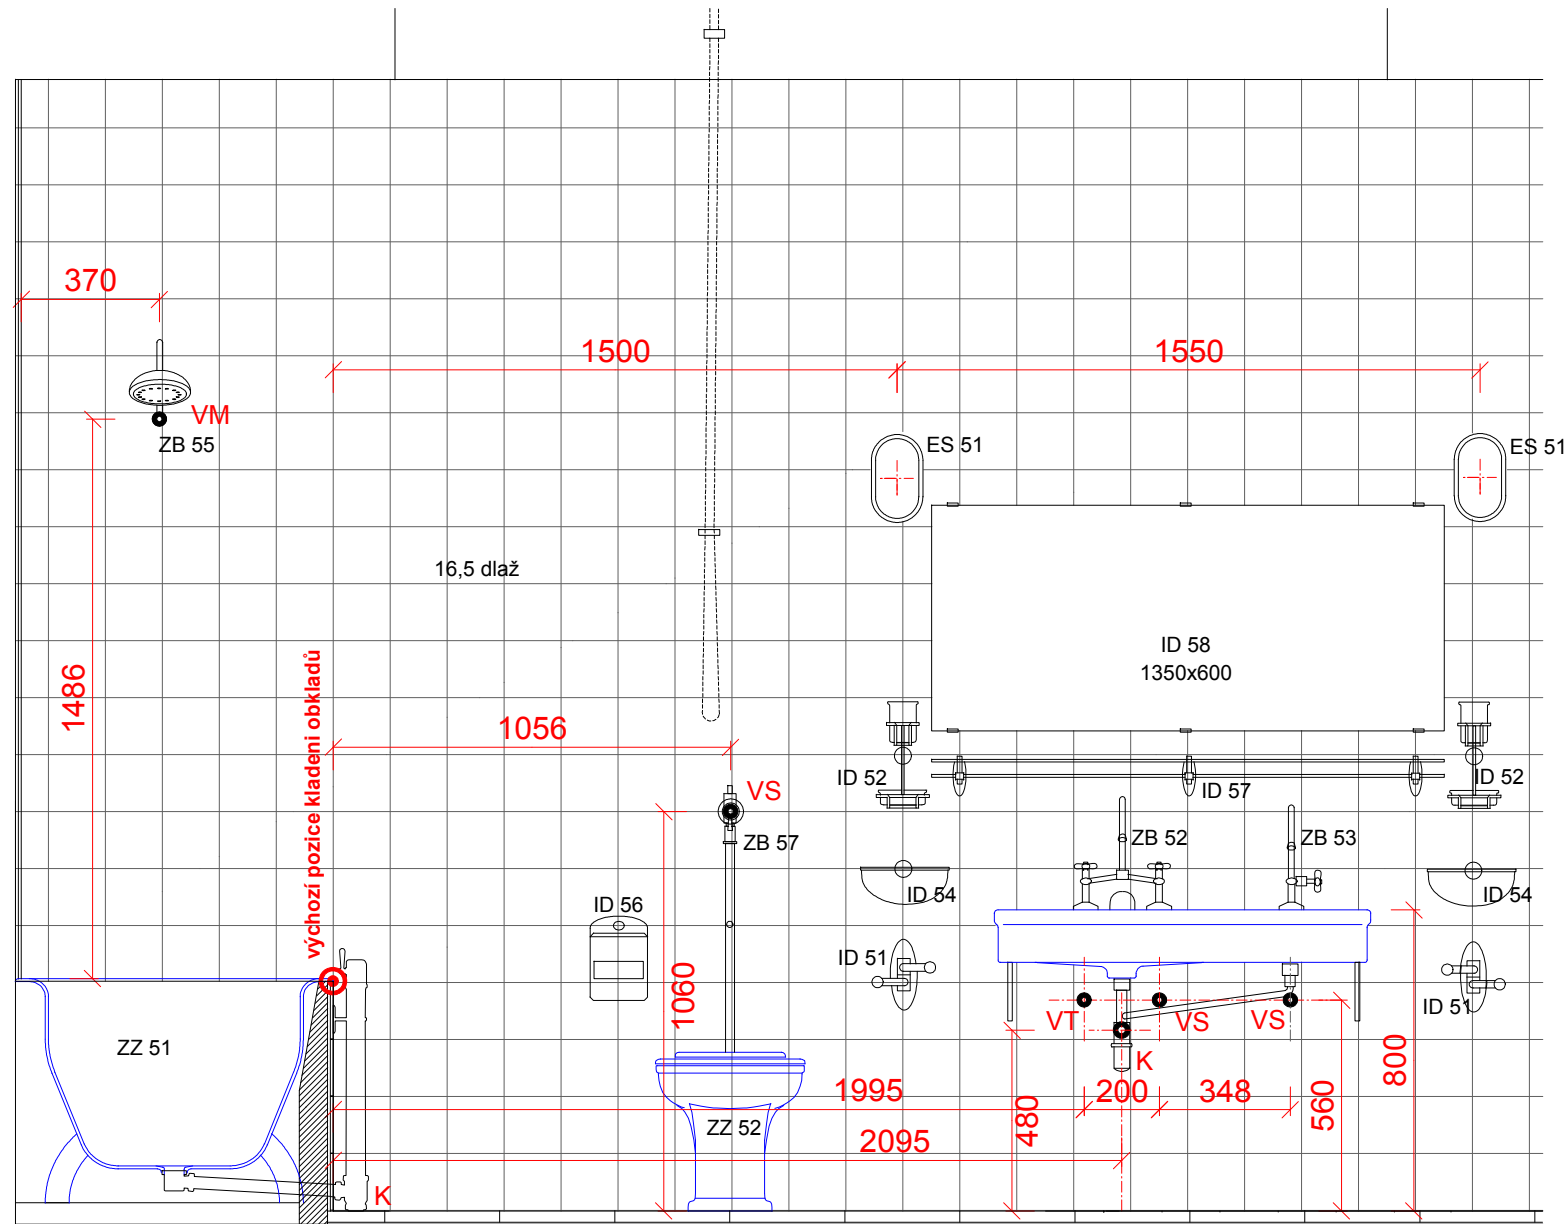 370
1500
1550
VM
ZB 55
ES 51
ES 51
16,5 dlaž
ID 58
1350x600
1486
výchozí pozice kladení obkladů
1056
VS
ID 52
ID 57
ID 52
ZB 57
ZB 52
ZB 53
ID 56
ID 54
ID 54
ID 51
ID 51
1060
VT
VS
VS
K
ZZ 51
800
1995
200
348
560
480
ZZ 52
2095
K